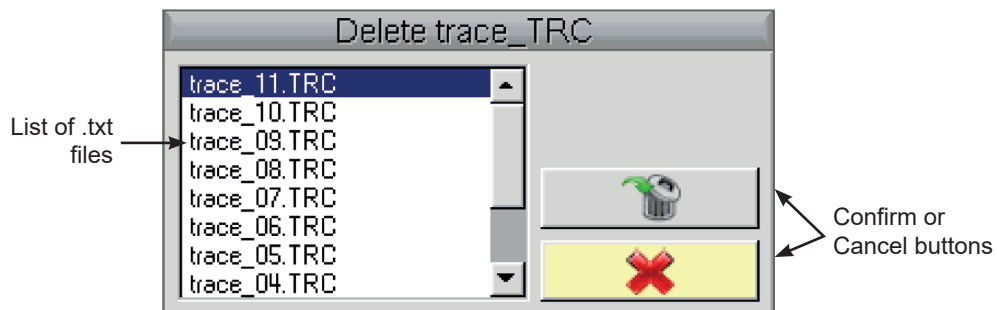 Delete trace_TRC
trace_11.TRC
trace_10.TRC
trace_09.TRC
trace_08.TRC
trace_07.TRC
trace_06.TRC
trace_05.TRC
trace_04.TRC
List of .txt
files
Confirm or
Cancel buttons